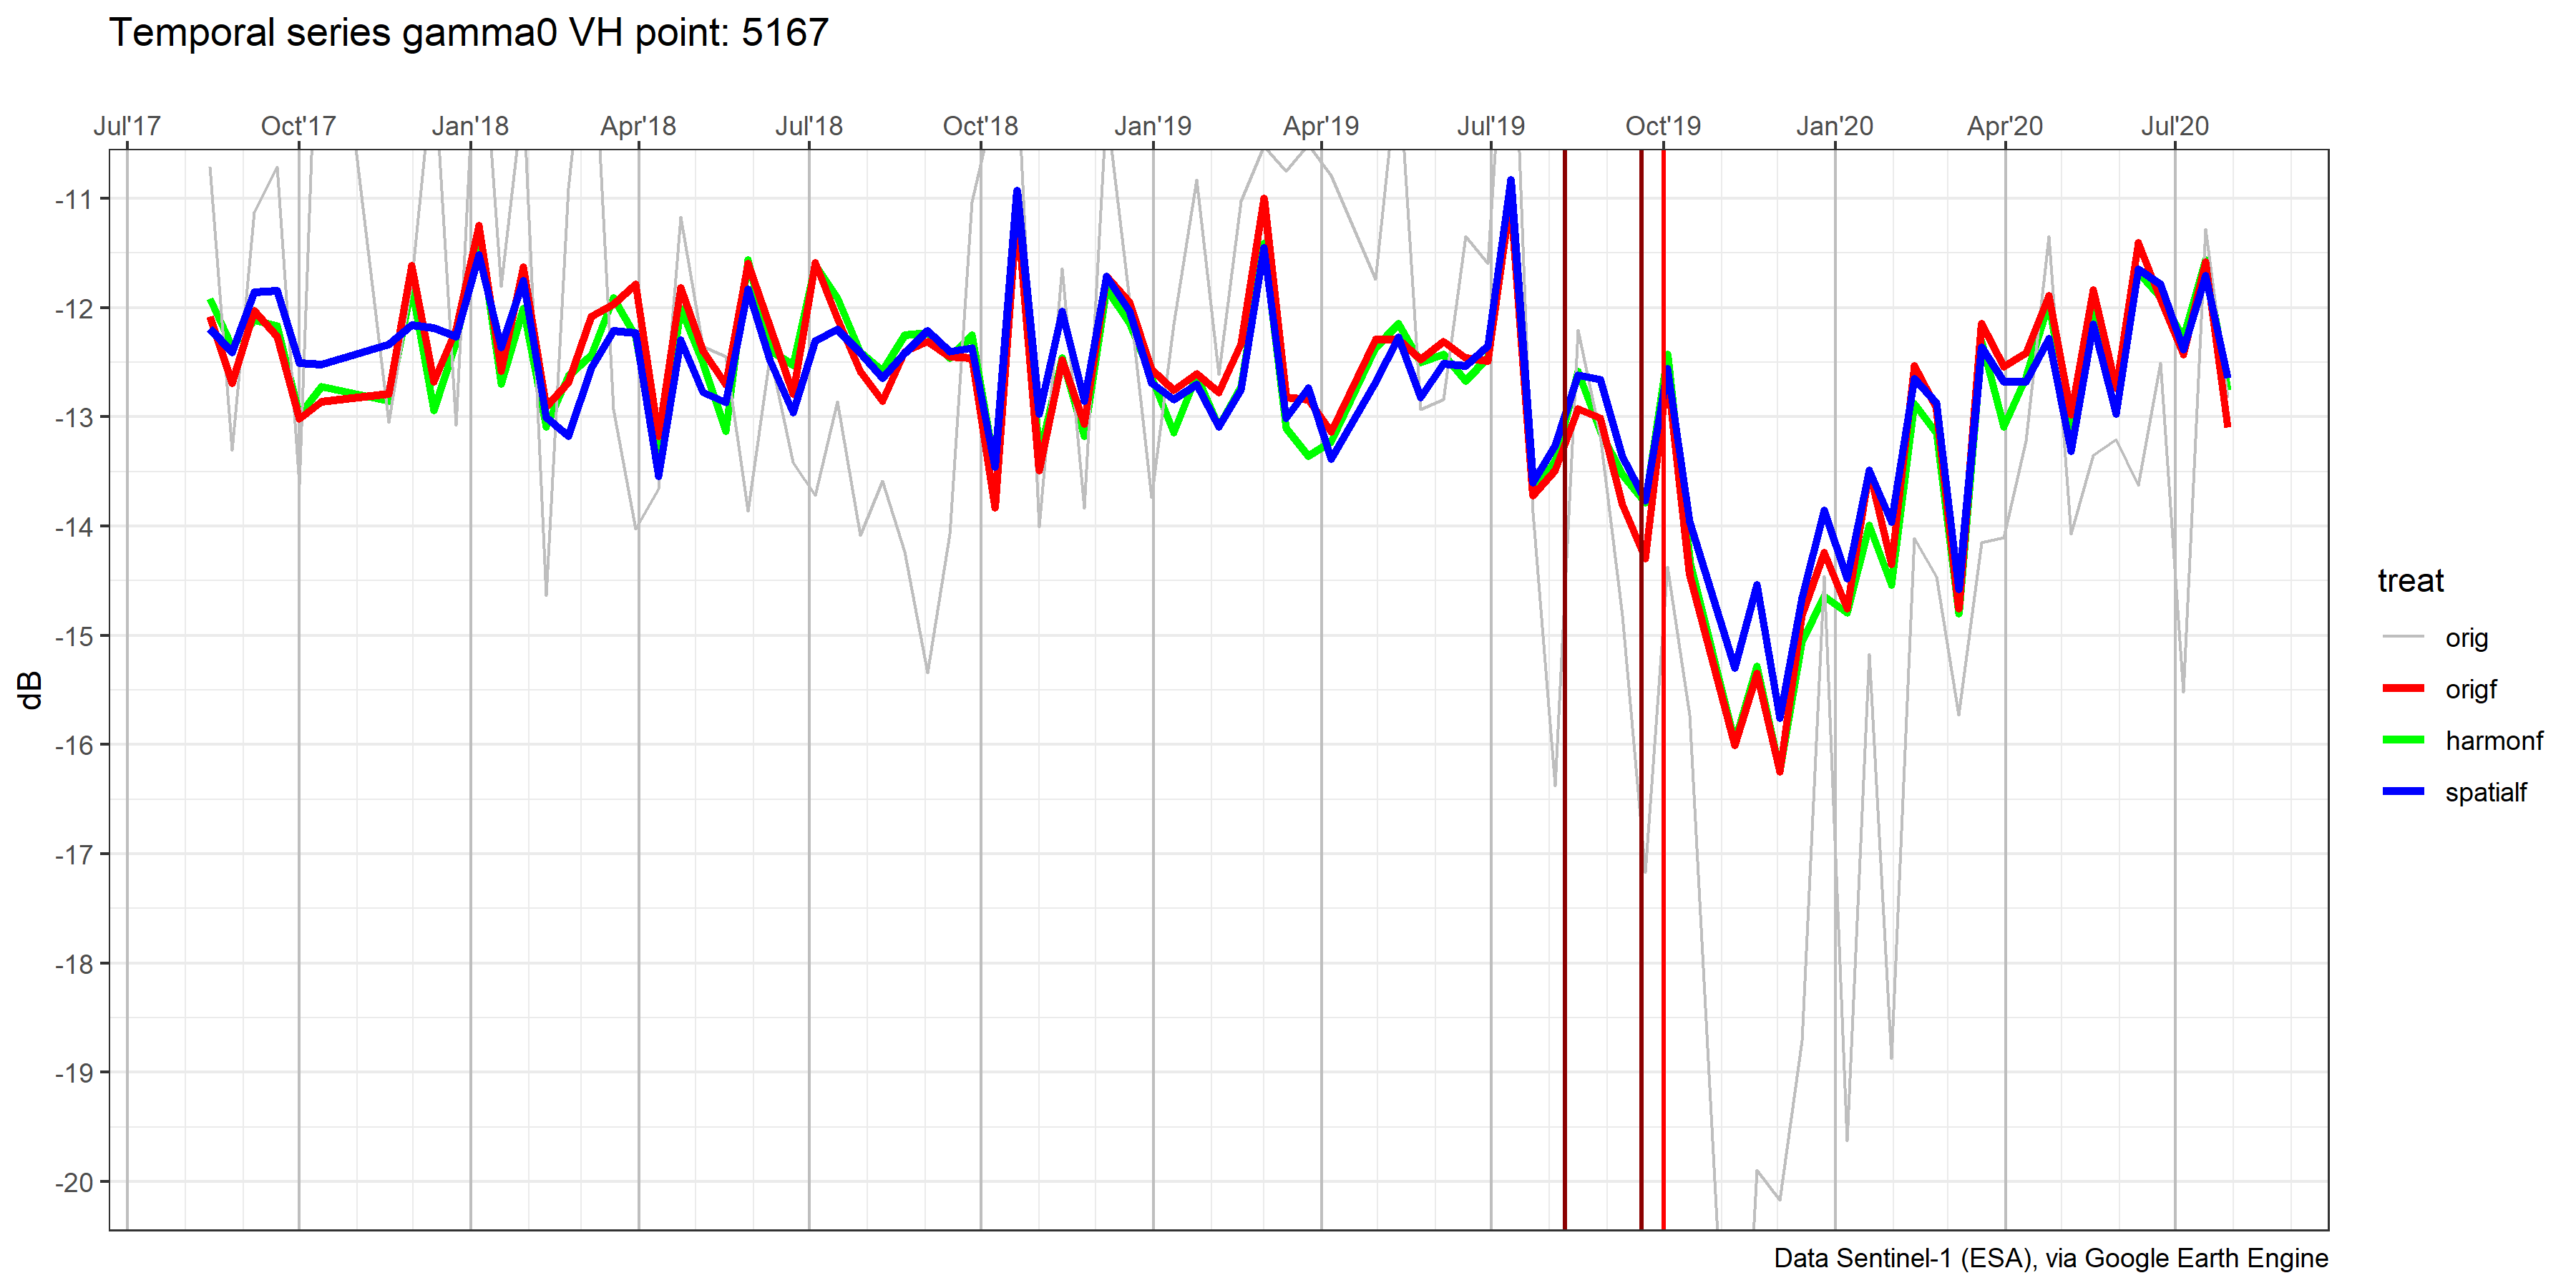 Temporal series gamma0 VH point: 5167
Jul'17 Oct'17 Jan'18 Apr'18 Jul'18 Oct'18 Jan'19 Apr'19 Jul'19 Oct'19 Jan'20 Apr'20 Jul'20
-11
-12
-13
-14
-15
-16
-17
-18
-19
-20
dB
treat
orig
origf
harmonf
spatialf
Data Sentinel-1 (ESA), via Google Earth Engine